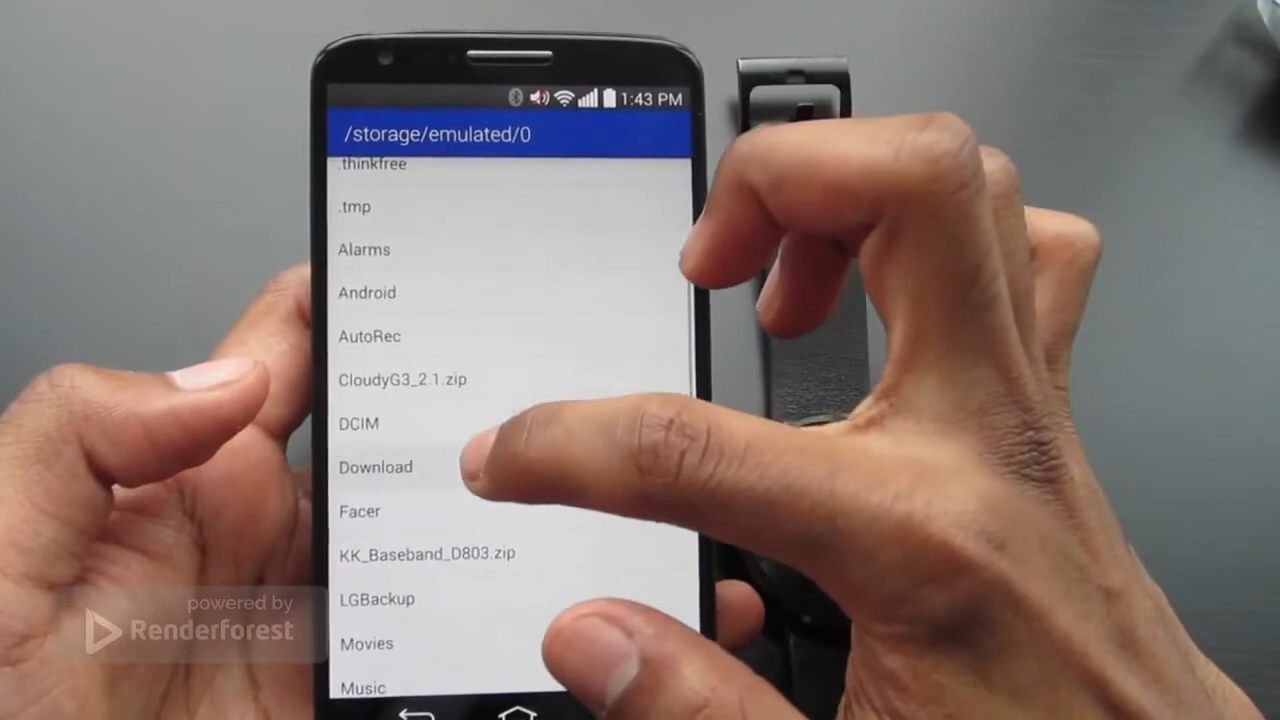 1:43 PM
/storage/emulated/0
.thinkfree
.tmp
Alarms
Android
AutoRec
CloudyG3_2.1.zip
DCIM
Download
Facer
KK_Baseband_D803.zip
LGBackup
Movies
Music
powered by
Renderforest